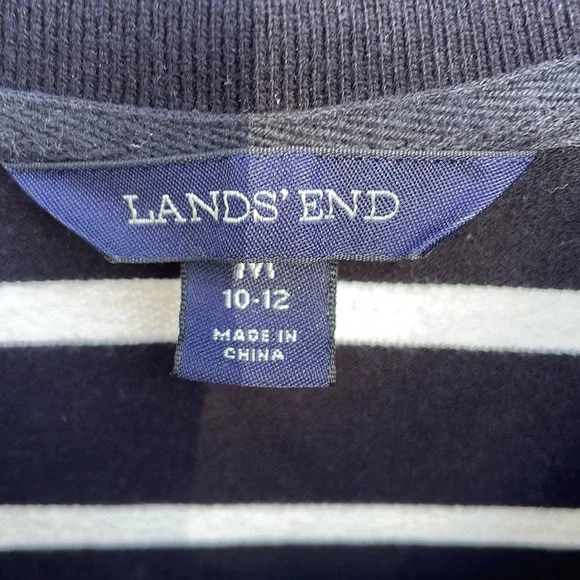 LANDS' END
M
10-12
MADE IN
CHINA